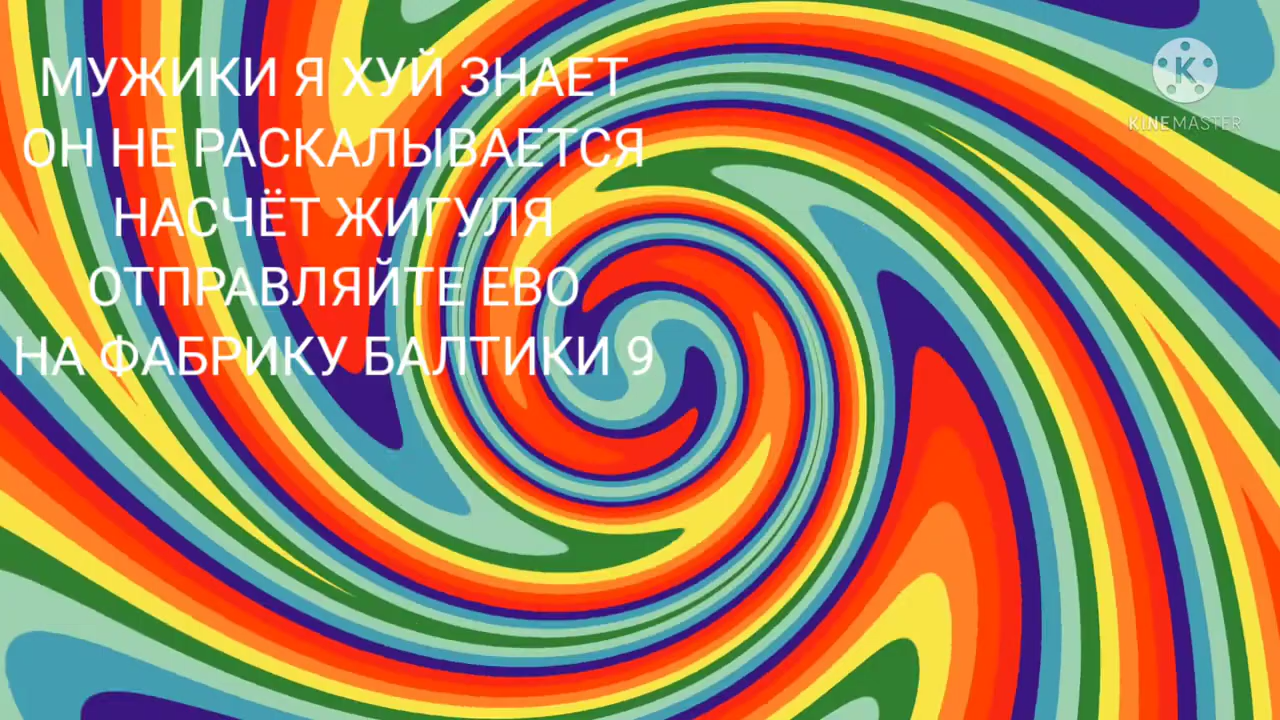 МУЖИКИ Я ХУЙ ЗНАЕТ
ОН НЕ РАСКАЛЫВАЕТСЯ
НАСЧЁТ ЖИГУЛЯ
ОТПРАВЛЯЙТЕ ЕВО
НА ФАБРИКУ БАЛТИКИ 9
K
KINEMASTER